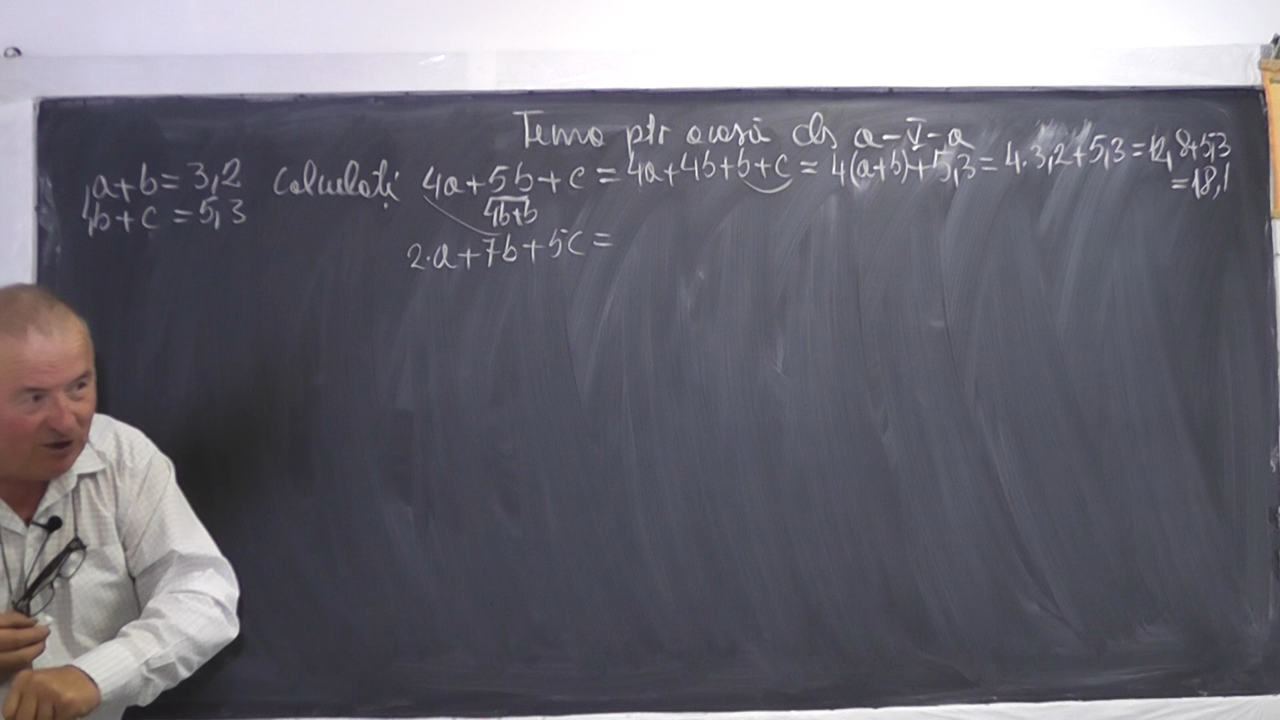 Temă ptr acasă cls a-V-a
a+b=3,2 Calculați 4a+5b+c=4a+4b+b+c=4(a+b)+5,3=4.3,2+5,3=12,8+5,3
=18,1
b+c=5,3
4b+b
2·a+7b+5c=